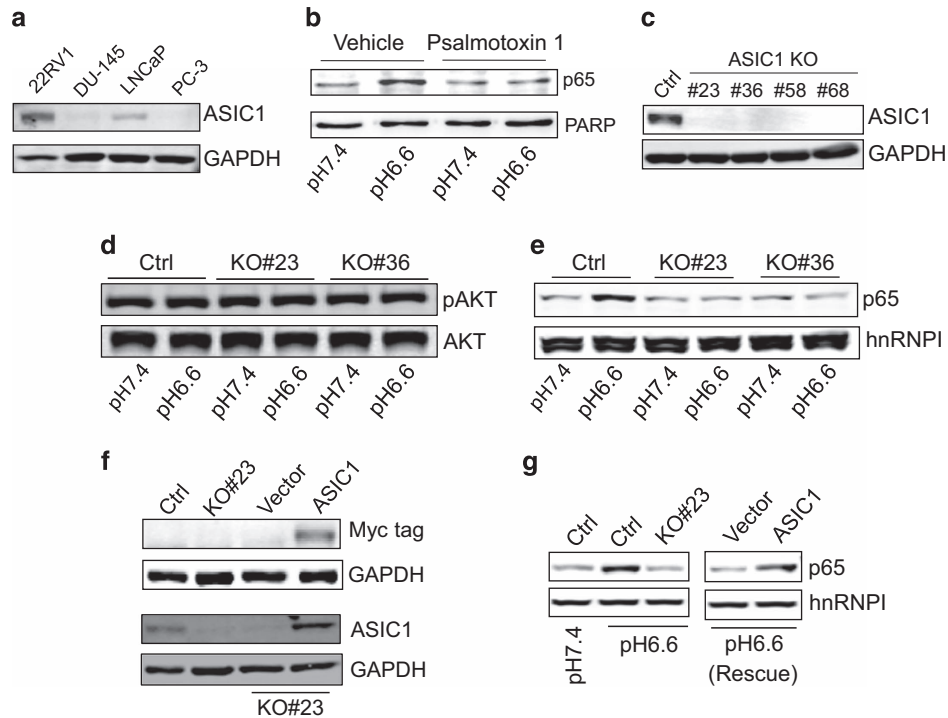 a
22RV1 DU-145 LNCaP PC-3
ASIC1
GAPDH
b
Vehicle Psalmotoxin 1
p65
PARP
pH7.4 pH6.6 pH7.4 pH6.6
c
ASIC1 KO
Ctrl #23 #36 #58 #68
ASIC1
GAPDH
d
Ctrl KO#23 KO#36
pAKT
AKT
pH7.4 pH6.6 pH7.4 pH6.6 pH7.4 pH6.6
e
Ctrl KO#23 KO#36
p65
hnRNPI
pH7.4 pH6.6 pH7.4 pH6.6 pH7.4 pH6.6
f
Ctrl KO#23 Vector ASIC1
Myc tag
GAPDH
ASIC1
GAPDH
KO#23
g
Ctrl Ctrl KO#23 Vector ASIC1
p65
hnRNPI
pH7.4 pH6.6 pH6.6
(Rescue)